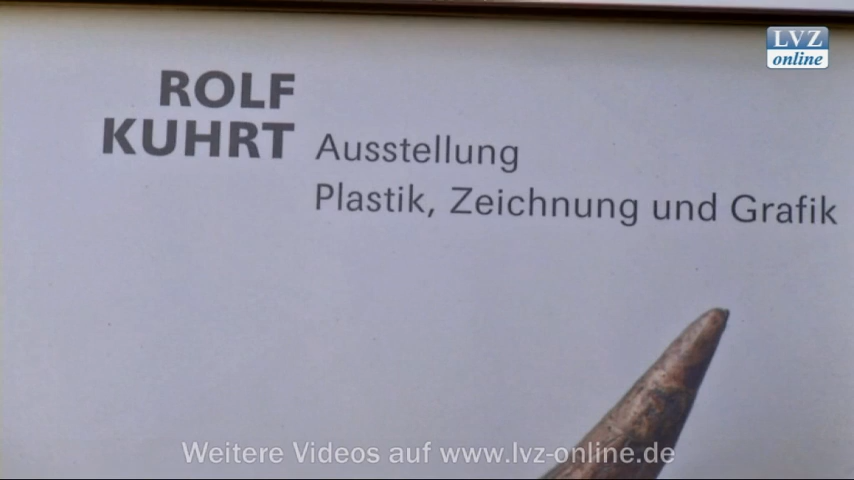 LVZ
online
ROLF
KUHRT
Ausstellung
Plastik, Zeichnung und Grafik
Weitere Videos auf www.lvz-online.de